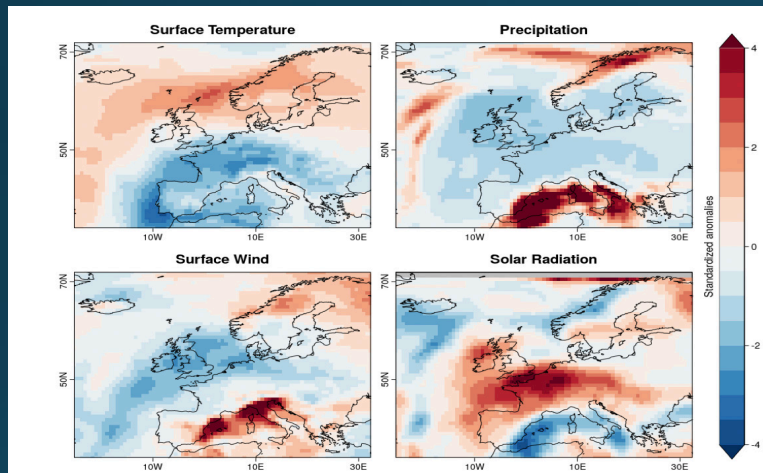 Surface Temperature
Precipitation
70N
50N
10W
10E
30E
70N
50N
10W
10E
30E
Surface Wind
Solar Radiation
70N
50N
10W
10E
30E
70N
50N
10W
10E
30E
4
2
0
-2
-4
Standardized anomalies